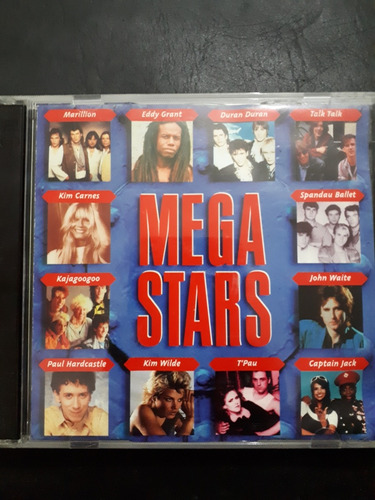 Marillion
Eddy Grant
Duran Duran
Talk Talk
Kim Carnes
Spandau Ballet
MEGA
STARS
Kajagoogoo
John Waite
Paul Hardcastle
Kim Wilde
T'Pau
Captain Jack